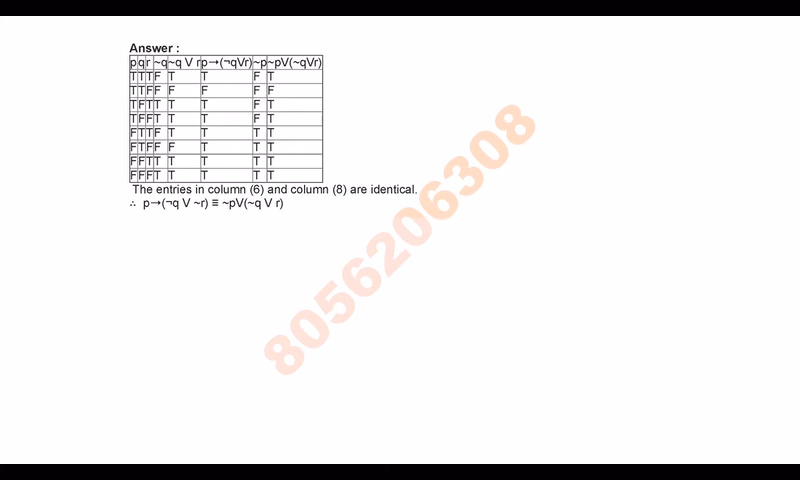 Answer :
p q r ~q ~q V r p→(¬qVr) ~p ~pV(~qVr)
T T T F T T F T
T T F F F F F F
T F T T T T F T
T F F T T T F T
F T T F T T T T
F T F F F T T T
F F T T T T T T
F F F T T T T T
The entries in column (6) and column (8) are identical.
∴ p→(¬q V ~r) ≡ ~pV(~q V r)
8056206308